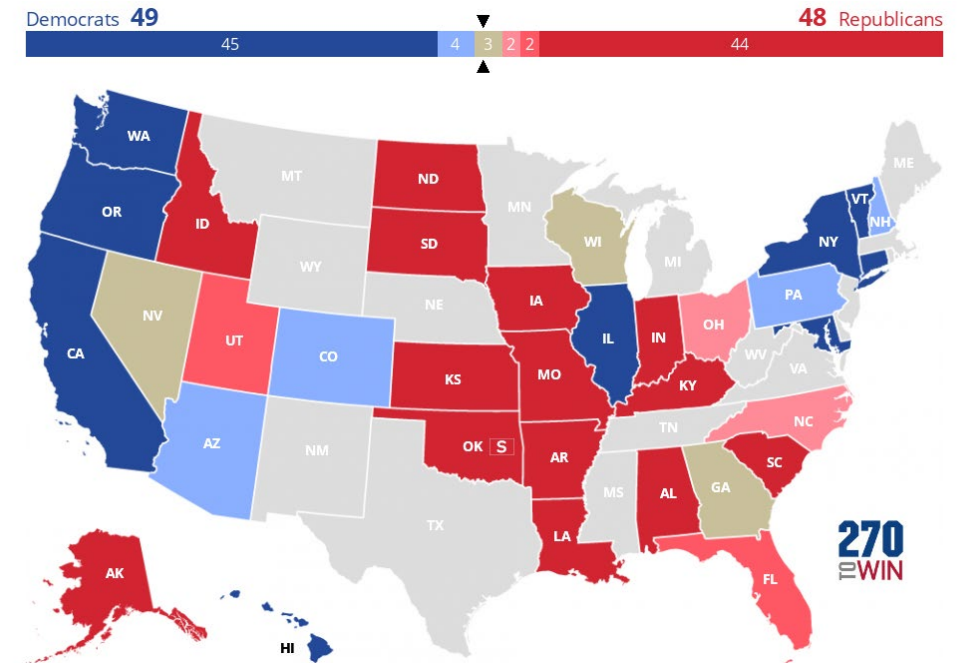 Democrats 49
48 Republicans
45
4
3
2
2
44
WA
OR
CA
ID
NV
MT
WY
UT
AZ
CO
NM
ND
SD
NE
KS
OK S
TX
MN
IA
MO
AR
LA
WI
IL
MI
IN
OH
KY
TN
MS
AL
GA
FL
SC
NC
VA
WV
PA
NY
VT
NH
ME
AK
HI
270
TO WIN